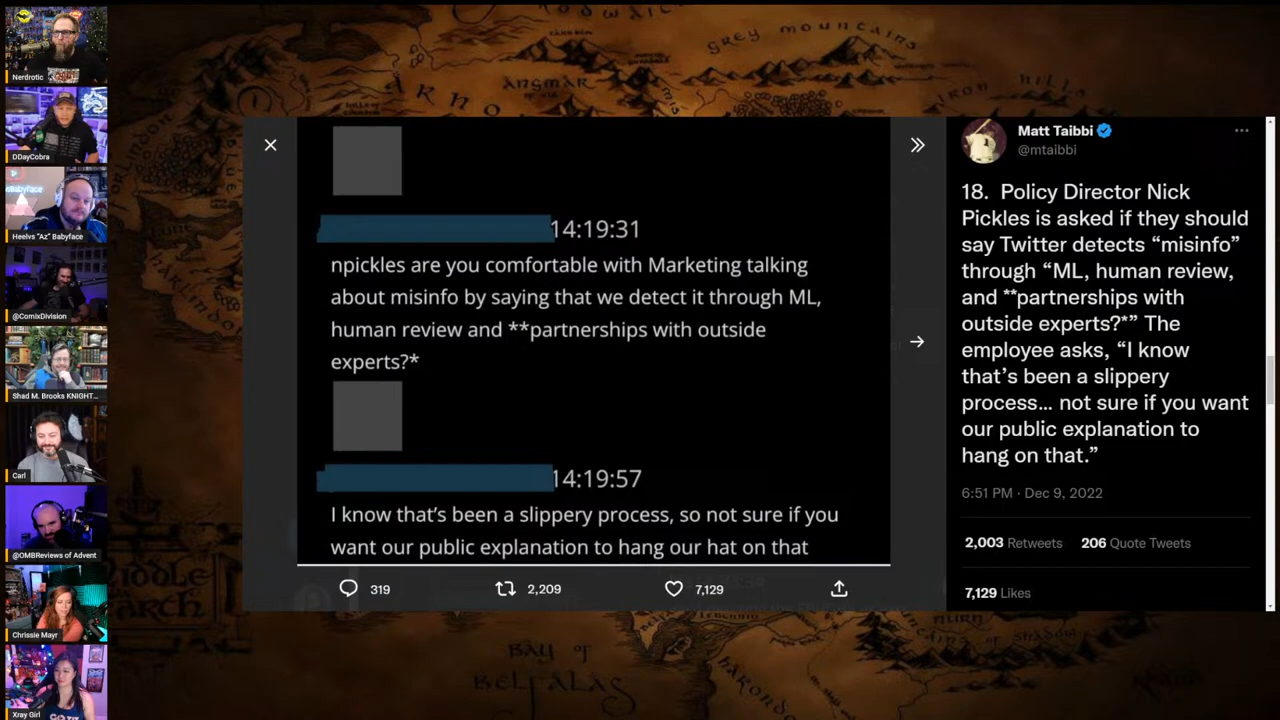 Nerdrotic
DDayCobra
Heelvs "Az" Babyface
@ComixDivision
Shad M. Brooks KNIGHT...
Carl
@OMBReviews of Advent
Chrissie Mayr
Xray Girl
GREY MOUNTAINS
ANGMAR
14:19:31
npickles are you comfortable with Marketing talking
about misinfo by saying that we detect it through ML,
human review and **partnerships with outside
experts?*
14:19:57
I know that's been a slippery process, so not sure if you
want our public explanation to hang our hat on that
319
2,209
7,129
Matt Taibbi
@mtaibbi
18. Policy Director Nick
Pickles is asked if they should
say Twitter detects “misinfo”
through “ML, human review,
and **partnerships with
outside experts?*” The
employee asks, “I know
that’s been a slippery
process… not sure if you want
our public explanation to
hang on that.”
6:51 PM · Dec 9, 2022
2,003 Retweets 206 Quote Tweets
7,129 Likes
BAY OF
BELFALAS